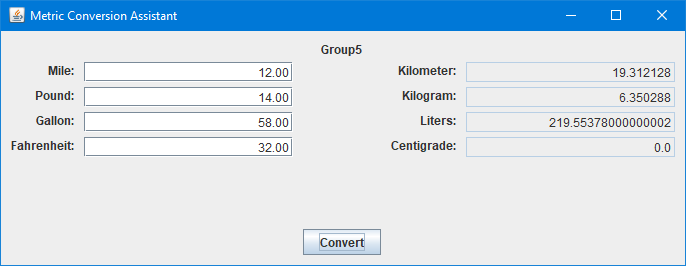 Metric Conversion Assistant
Group5
Mile: 12.00 Kilometer: 19.312128
Pound: 14.00 Kilogram: 6.350288
Gallon: 58.00 Liters: 219.55378000000002
Fahrenheit: 32.00 Centigrade: 0.0
Convert